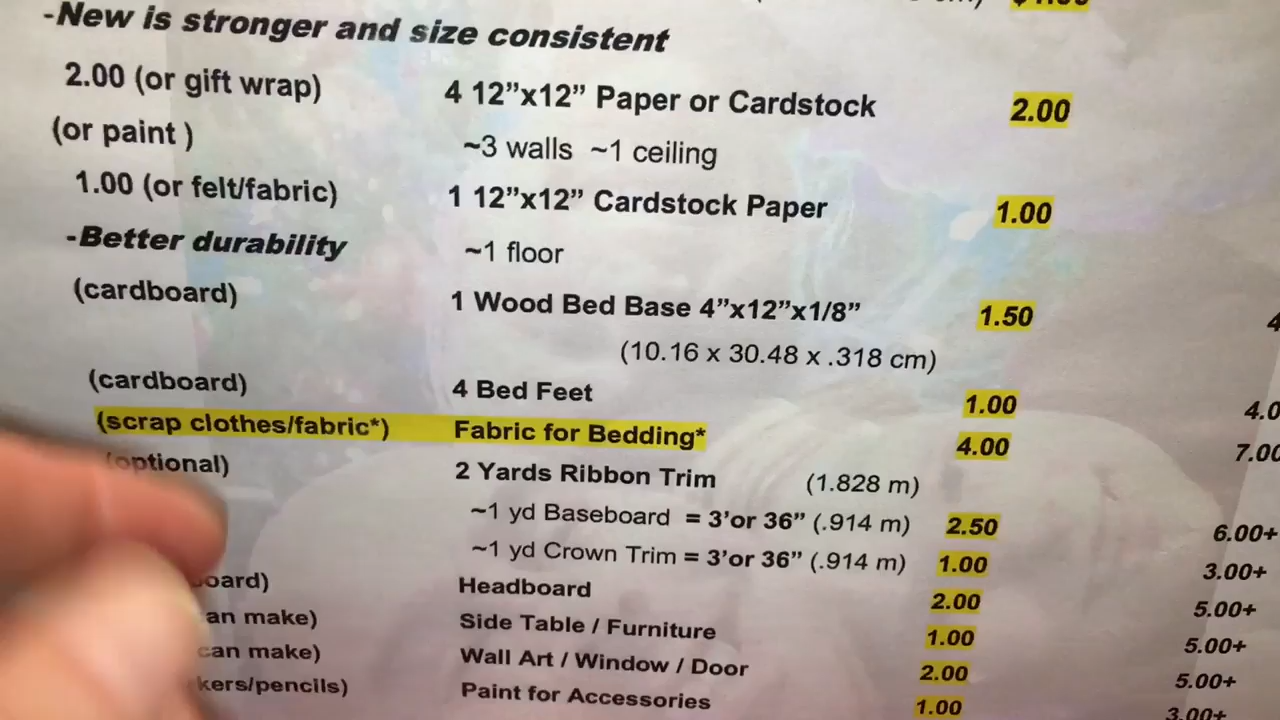 -New is stronger and size consistent
2.00 (or gift wrap) 4 12”x12” Paper or Cardstock 2.00
(or paint ) ~3 walls ~1 ceiling
1.00 (or felt/fabric) 1 12”x12” Cardstock Paper 1.00
-Better durability ~1 floor
(cardboard) 1 Wood Bed Base 4”x12”x1/8” 1.50
(10.16 x 30.48 x .318 cm)
(cardboard) 4 Bed Feet 1.00 4.0
(scrap clothes/fabric*) Fabric for Bedding* 4.00 7.00
(optional) 2 Yards Ribbon Trim (1.828 m)
~1 yd Baseboard = 3’or 36” (.914 m) 2.50 6.00+
~1 yd Crown Trim = 3’or 36” (.914 m) 1.00 3.00+
oard) Headboard 2.00 5.00+
an make) Side Table / Furniture 1.00 5.00+
can make) Wall Art / Window / Door 2.00 5.00+
kers/pencils) Paint for Accessories 1.00 3.00+